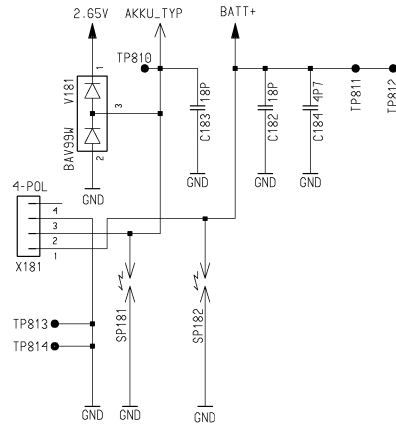 2.65V
AKKU_TYP
BATT+
TP810
1
V181
3
18P
C183
18P
C182
4P7
C184
TP811
TP812
BAV99W
2
GND
GND
GND
GND
4-POL
4
3
2
1
X181
SP181
SP182
TP813
TP814
GND
GND
GND